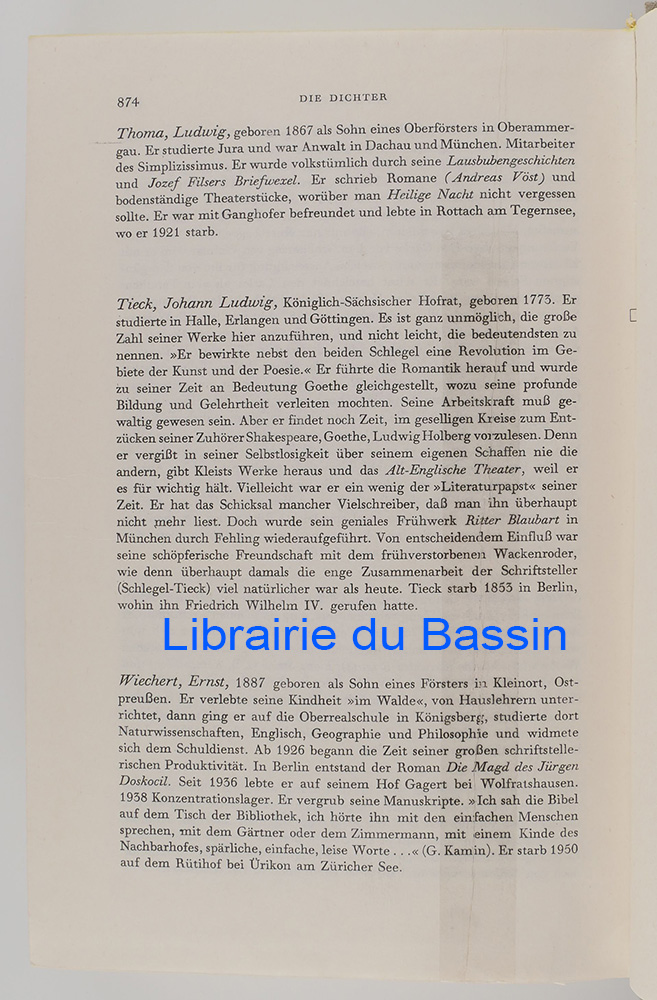 874
DIE DICHTER
Thoma, Ludwig, geboren 1867 als Sohn eines Oberförsters in Oberammer-
gau. Er studierte Jura und war Anwalt in Dachau und München. Mitarbeiter
des Simplizissimus. Er wurde volkstümlich durch seine Lausbubengeschichten
und Jozef Filsers Briefwexel. Er schrieb Romane (Andreas Vöst) und
bodenständige Theaterstücke, worüber man Heilige Nacht nicht vergessen
sollte. Er war mit Ganghofer befreundet und lebte in Rottach am Tegernsee,
wo er 1921 starb.
Tieck, Johann Ludwig, Königlich-Sächsischer Hofrat, geboren 1773. Er
studierte in Halle, Erlangen und Göttingen. Es ist ganz unmöglich, die große
Zahl seiner Werke hier anzuführen, und nicht leicht, die bedeutendsten zu
nennen. »Er bewirkte nebst den beiden Schlegel eine Revolution im Ge-
biete der Kunst und der Poesie.« Er führte die Romantik herauf und wurde
zu seiner Zeit an Bedeutung Goethe gleichgestellt, wozu seine profunde
Bildung und Gelehrtheit verleiten mochten. Seine Arbeitskraft muß ge-
waltig gewesen sein. Aber er findet noch Zeit, im geselligen Kreise zum Ent-
zücken seiner Zuhörer Shakespeare, Goethe, Ludwig Holberg vorzulesen. Denn
er vergißt in seiner Selbstlosigkeit über seinem eigenen Schaffen nie die
andern, gibt Kleists Werke heraus und das Alt-Englische Theater, weil er
es für wichtig hält. Vielleicht war er ein wenig der »Literaturpapst« seiner
Zeit. Er hat das Schicksal mancher Vielschreiber, daß man ihn überhaupt
nicht mehr liest. Doch wurde sein geniales Frühwerk Ritter Blaubart in
München durch Fehling wiederaufgeführt. Von entscheidendem Einfluß war
seine schöpferische Freundschaft mit dem frühverstorbenen Wackenroder,
wie denn überhaupt damals die enge Zusammenarbeit der Schriftsteller
(Schlegel-Tieck) viel natürlicher war als heute. Tieck starb 1853 in Berlin,
wohin ihn Friedrich Wilhelm IV. gerufen hatte.
Librairie du Bassin
Wiechert, Ernst, 1887 geboren als Sohn eines Försters in Kleinort, Ost-
preußen. Er verlebte seine Kindheit »im Walde«, von Hauslehrern unter-
richtet, dann ging er auf die Oberrealschule in Königsberg, studierte dort
Naturwissenschaften, Englisch, Geographie und Philosophie und widmete
sich dem Schuldienst. Ab 1926 begann die Zeit seiner großen schriftstelle-
rischen Produktivität. In Berlin entstand der Roman Die Magd des Jürgen
Doskocil. Seit 1936 lebte er auf seinem Hof Gagert bei Wolfratshausen.
1938 Konzentrationslager. Er vergrub seine Manuskripte. »Ich sah die Bibel
auf dem Tisch der Bibliothek, ich hörte ihn mit den einfachen Menschen
sprechen, mit dem Gärtner oder dem Zimmermann, mit einem Kinde des
Nachbarhofes, spärliche, einfache, leise Worte . . .« (G. Kamin). Er starb 1950
auf dem Rütihof bei Ürikon am Züricher See.